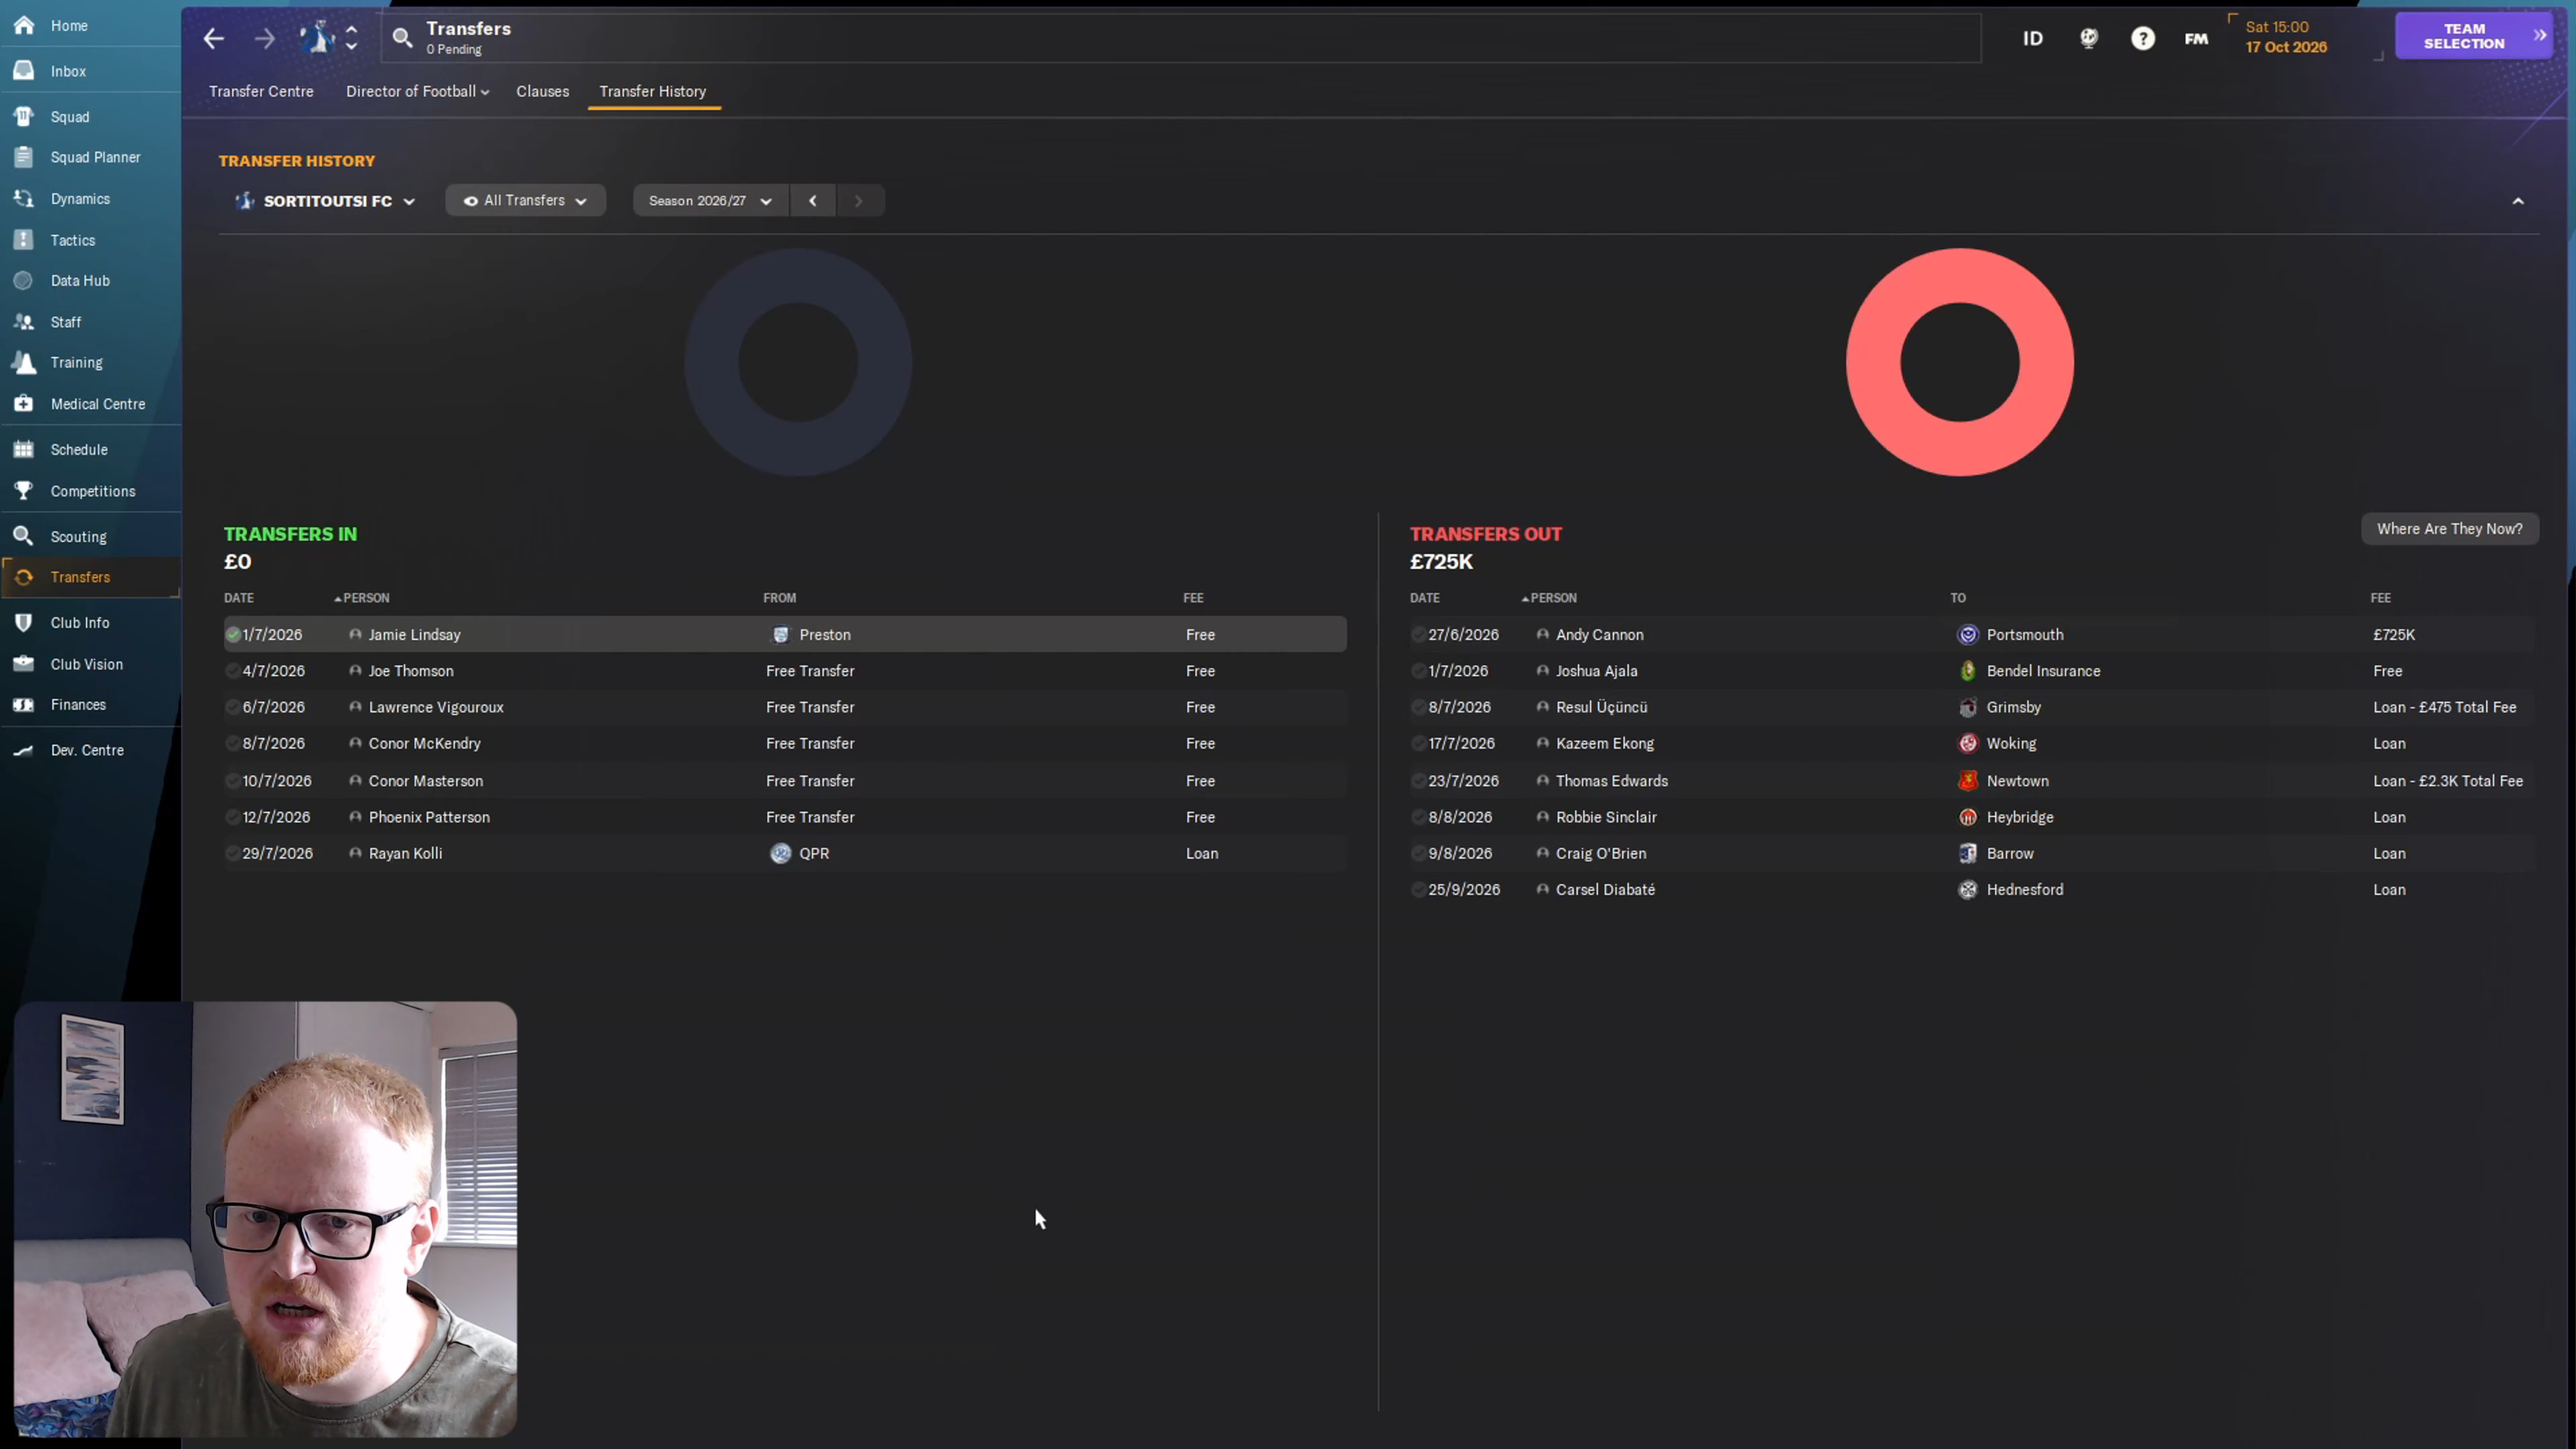 Home
Inbox
Squad
Squad Planner
Dynamics
Tactics
Data Hub
Staff
Training
Medical Centre
Schedule
Competitions
Scouting
Transfers
Club Info
Club Vision
Finances
Dev. Centre
Transfers
0 Pending
ID
?
FM
Sat 15:00
17 Oct 2026
TEAM
SELECTION
Transfer Centre Director of Football Clauses Transfer History
TRANSFER HISTORY
SORTITOUTSI FC All Transfers Season 2026/27
TRANSFERS IN
£0
DATE PERSON FROM FEE
1/7/2026 Jamie Lindsay Preston Free
4/7/2026 Joe Thomson Free Transfer Free
6/7/2026 Lawrence Vigouroux Free Transfer Free
8/7/2026 Conor McKendry Free Transfer Free
10/7/2026 Conor Masterson Free Transfer Free
12/7/2026 Phoenix Patterson Free Transfer Free
29/7/2026 Rayan Kolli QPR Loan
TRANSFERS OUT
£725K
Where Are They Now?
DATE PERSON TO FEE
27/6/2026 Andy Cannon Portsmouth £725K
1/7/2026 Joshua Ajala Bendel Insurance Free
8/7/2026 Resul Üçüncü Grimsby Loan - £475 Total Fee
17/7/2026 Kazeem Ekong Woking Loan
23/7/2026 Thomas Edwards Newtown Loan - £2.3K Total Fee
8/8/2026 Robbie Sinclair Heybridge Loan
9/8/2026 Craig O'Brien Barrow Loan
25/9/2026 Carsel Diabaté Hednesford Loan